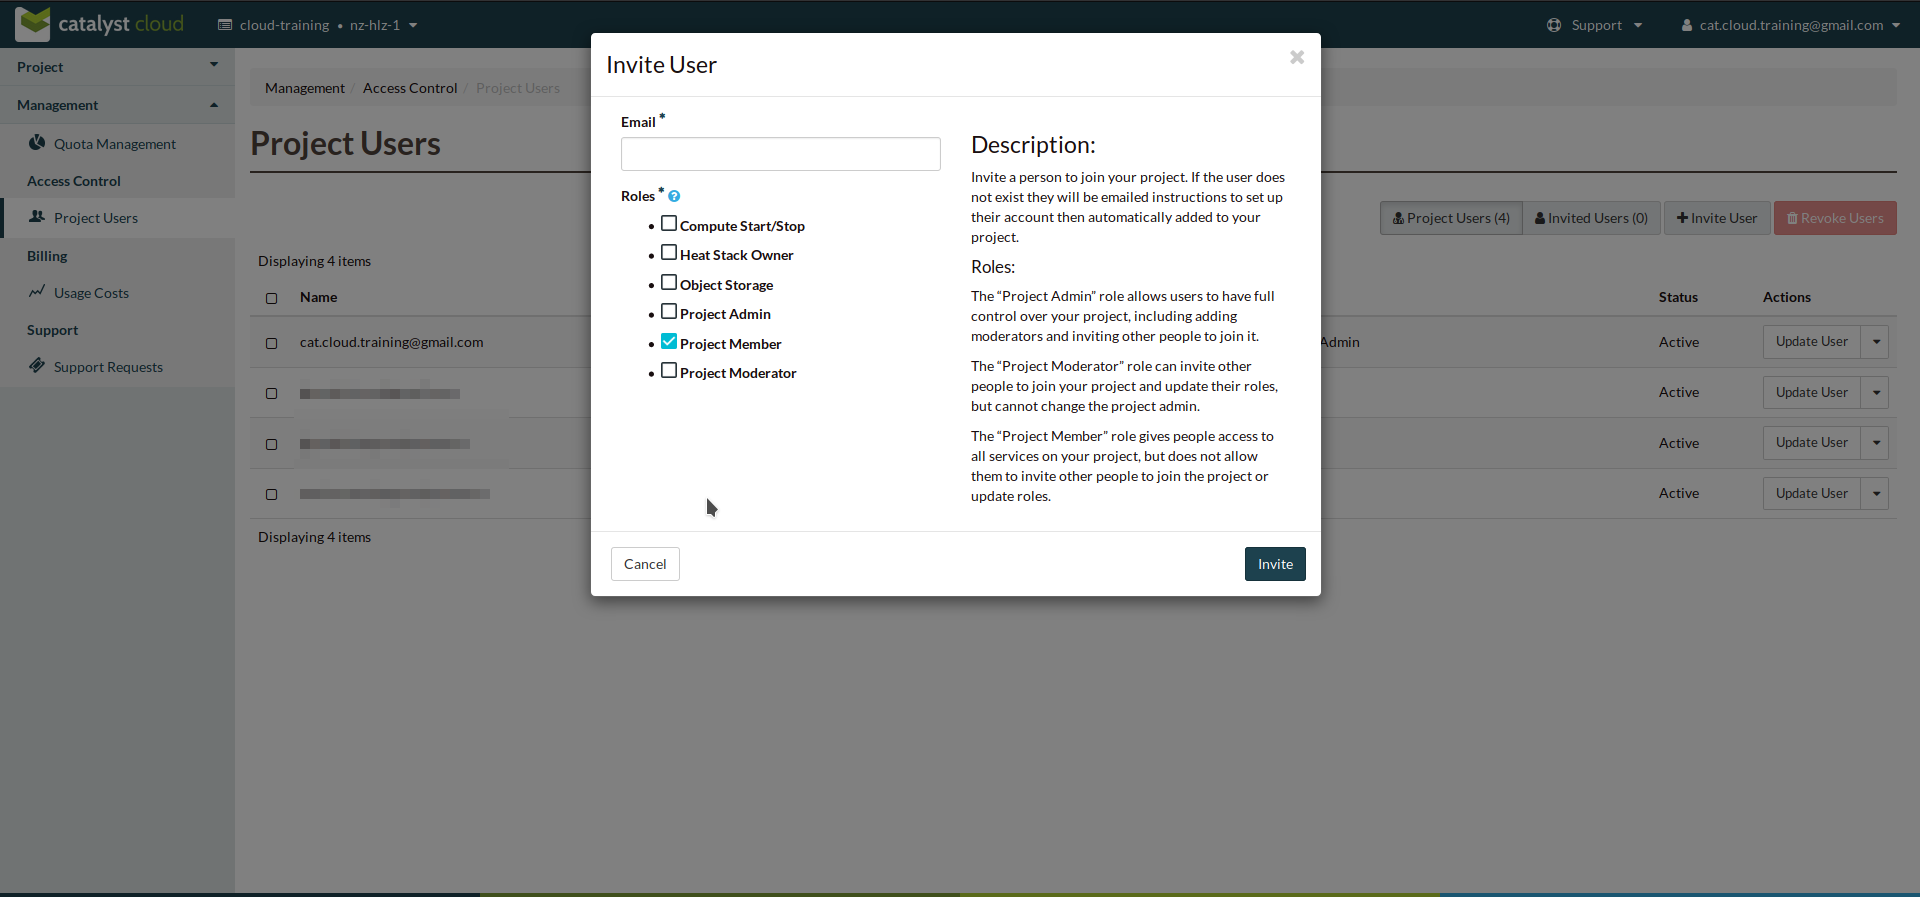 catalyst cloud
cloud-training • nz-hlz-1
Support
cat.cloud.training@gmail.com
Project
Management
Quota Management
Access Control
Project Users
Billing
Usage Costs
Support
Support Requests
Management / Access Control / Project Users
Project Users
Project Users (4)
Invited Users (0)
Invite User
Revoke Users
Displaying 4 items
Name
Status
Actions
cat.cloud.training@gmail.com
Admin
Active
Update User
Active
Update User
Active
Update User
Active
Update User
Displaying 4 items
Invite User
Email *
Roles *
• Compute Start/Stop
• Heat Stack Owner
• Object Storage
• Project Admin
• Project Member
• Project Moderator
Description:
Invite a person to join your project. If the user does
not exist they will be emailed instructions to set up
their account then automatically added to your
project.
Roles:
The “Project Admin” role allows users to have full
control over your project, including adding
moderators and inviting other people to join it.
The “Project Moderator” role can invite other
people to join your project and update their roles,
but cannot change the project admin.
The “Project Member” role gives people access to
all services on your project, but does not allow
them to invite other people to join the project or
update roles.
Cancel
Invite